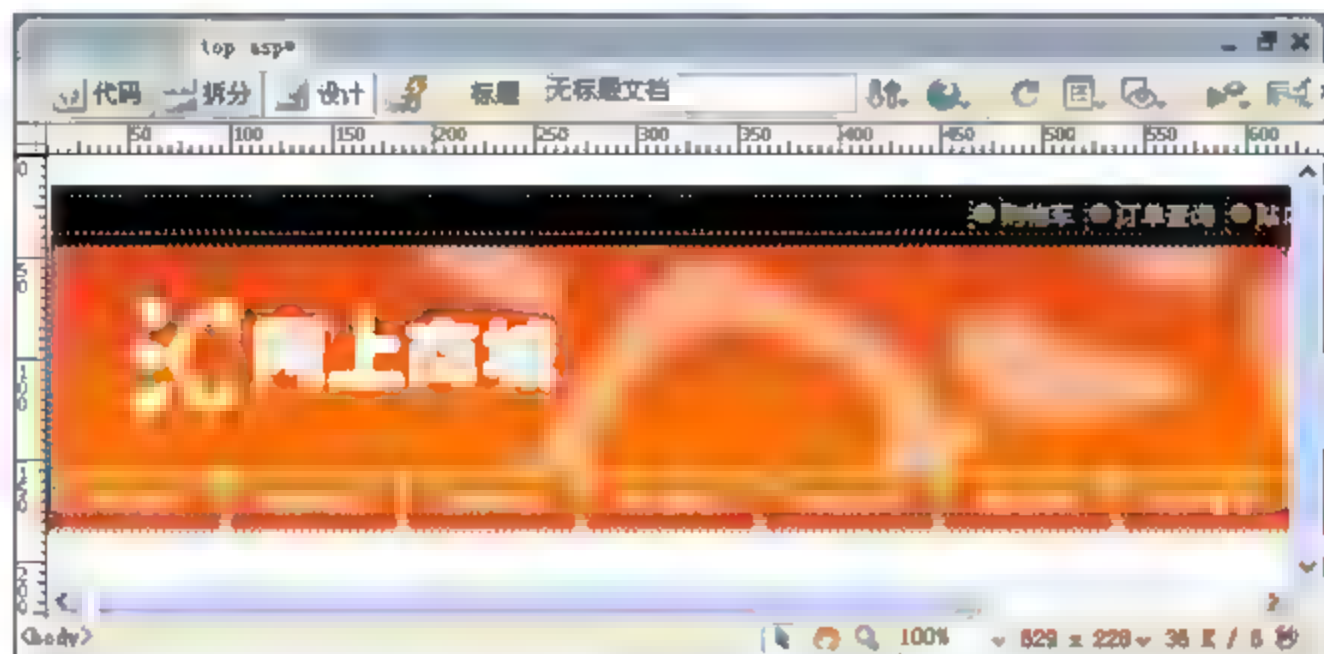 top asp*
代码 拆分 设计 标题 无标题文档
50 100 150 200 250 300 350 400 450 500 550 600
购物车 订单查询
网上商城
<body> 100% 829 x 228 36 K / 6